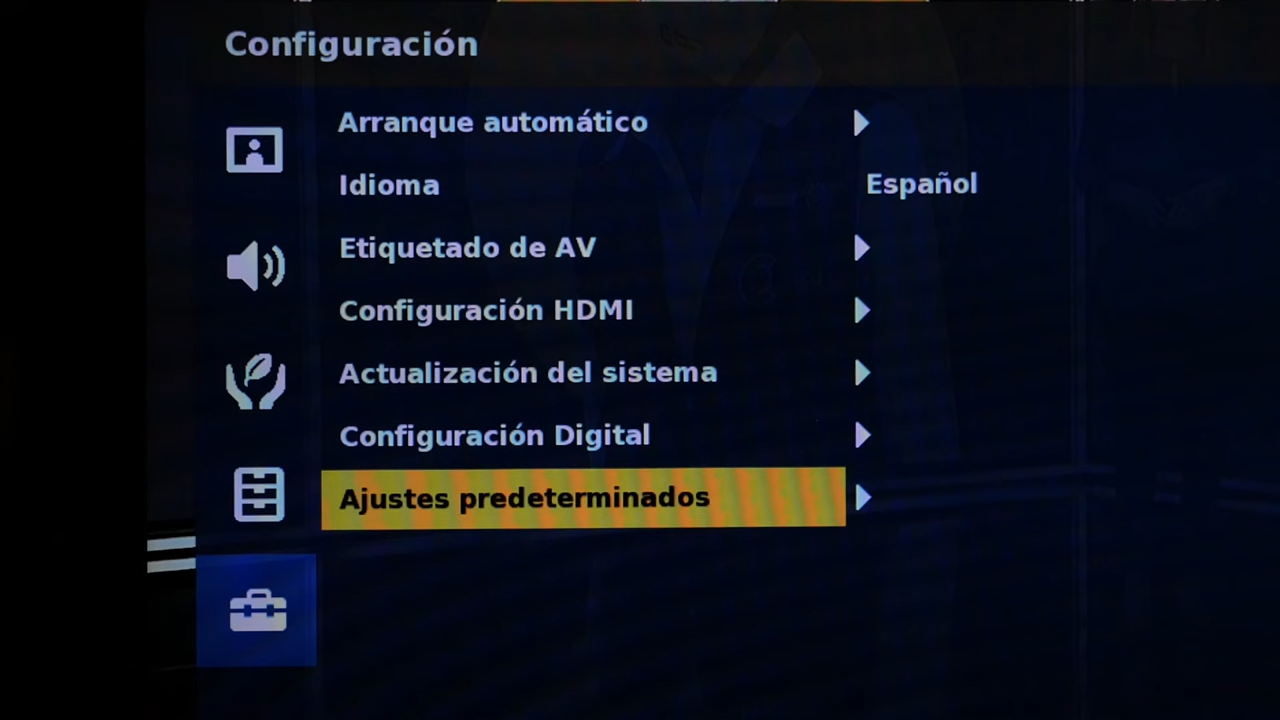 Configuración
Arranque automático
Idioma Español
Etiquetado de AV
Configuración HDMI
Actualización del sistema
Configuración Digital
Ajustes predeterminados